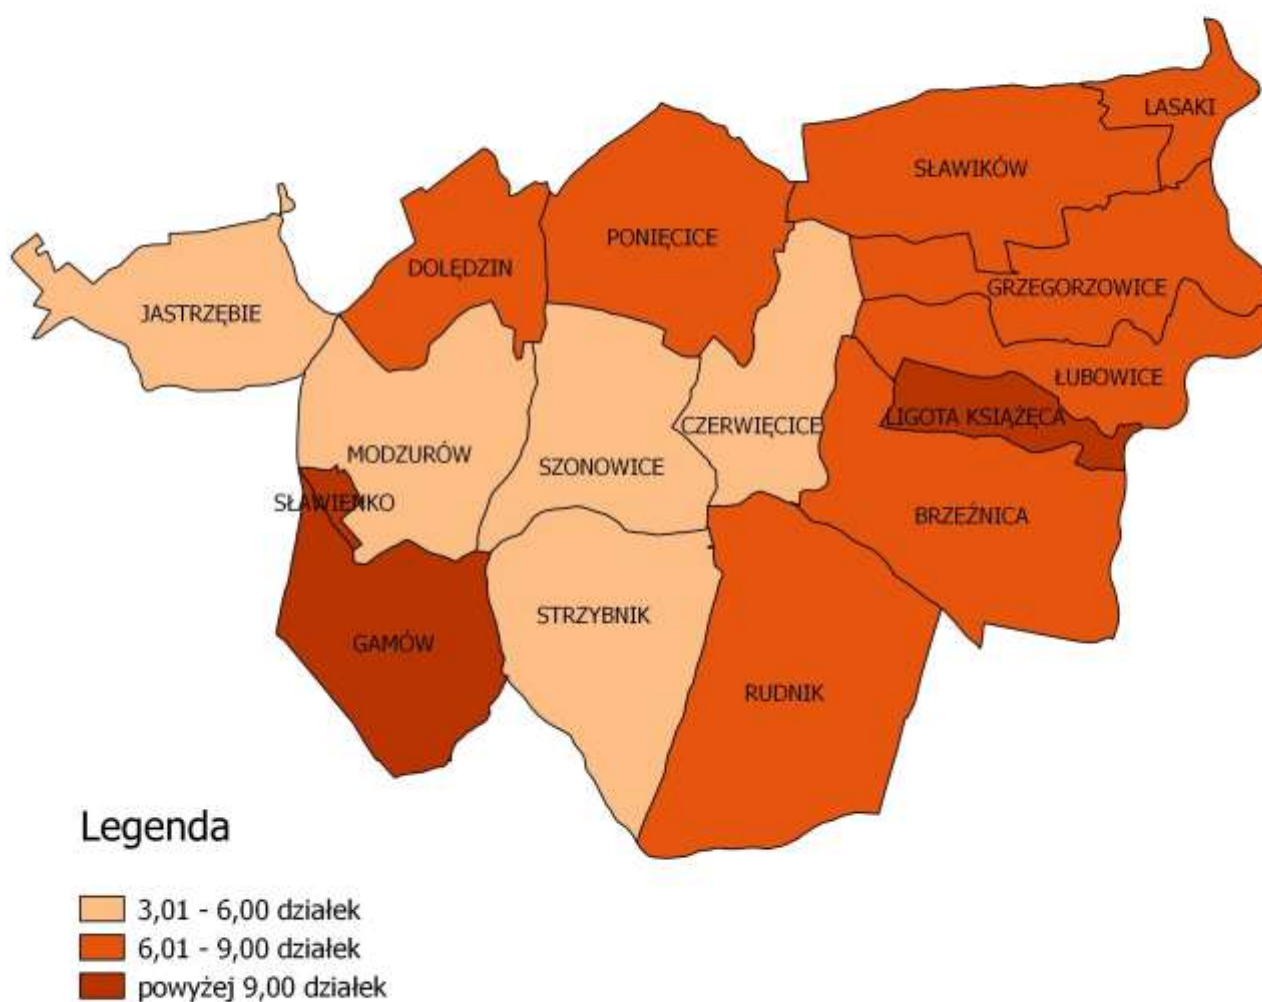 LASAKI
SŁAWIKÓW
PONIĘCICE
DOLĘDZIN
GRZEGORZOWICE
JASTRZĘBIE
ŁUBOWICE
LIGOTA KSIĄŻĘCA
CZERWIĘCICE
MODZURÓW
SZONOWICE
SŁAWIENKO
BRZEŹNICA
STRZYBNIK
GAMÓW
RUDNIK
Legenda
3,01 - 6,00 działek
6,01 - 9,00 działek
powyżej 9,00 działek